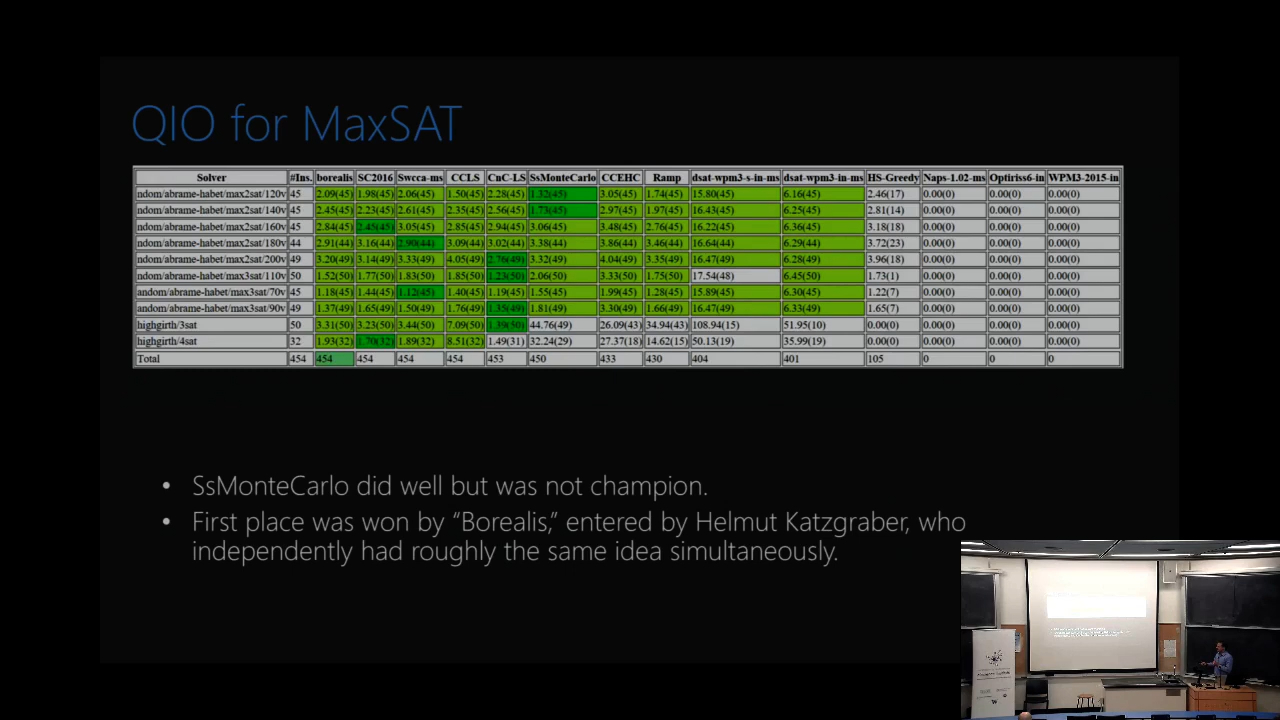 QIO for MaxSAT
Solver #Ins. borealis SC2016 Swcca-ms CCLS CnC-LS SsMonteCarlo CCEHC Ramp dsat-wpm3-s-in-ms dsat-wpm3-in-ms HS-Greedy Naps-1.02-ms Optiriss6-in WPM3-2015-in
ndom/abrame-habet/max2sat/120v 45 2.09(45) 1.98(45) 2.06(45) 1.50(45) 2.28(45) 1.32(45) 3.05(45) 1.74(45) 15.80(45) 6.16(45) 2.46(17) 0.00(0) 0.00(0) 0.00(0)
ndom/abrame-habet/max2sat/140v 45 2.45(45) 2.23(45) 2.61(45) 2.35(45) 2.56(45) 1.73(45) 2.97(45) 1.97(45) 16.43(45) 6.25(45) 2.81(14) 0.00(0) 0.00(0) 0.00(0)
ndom/abrame-habet/max2sat/160v 45 2.84(45) 2.45(45) 3.05(45) 2.85(45) 2.94(45) 3.06(45) 3.48(45) 2.76(45) 16.22(45) 6.36(45) 3.18(18) 0.00(0) 0.00(0) 0.00(0)
ndom/abrame-habet/max2sat/180v 44 2.91(44) 3.16(44) 2.90(44) 3.09(44) 3.02(44) 3.38(44) 3.86(44) 3.46(44) 16.64(44) 6.29(44) 3.72(23) 0.00(0) 0.00(0) 0.00(0)
ndom/abrame-habet/max2sat/200v 49 3.20(49) 3.14(49) 3.33(49) 4.05(49) 2.76(49) 3.32(49) 4.04(49) 3.35(49) 16.47(49) 6.28(49) 3.96(18) 0.00(0) 0.00(0) 0.00(0)
ndom/abrame-habet/max3sat/110v 50 1.52(50) 1.77(50) 1.83(50) 1.85(50) 1.23(50) 2.06(50) 3.33(50) 1.75(50) 17.54(48) 6.45(50) 1.73(1) 0.00(0) 0.00(0) 0.00(0)
andom/abrame-habet/max3sat/70v 45 1.18(45) 1.44(45) 1.12(45) 1.40(45) 1.19(45) 1.55(45) 1.99(45) 1.28(45) 15.89(45) 6.30(45) 1.22(7) 0.00(0) 0.00(0) 0.00(0)
andom/abrame-habet/max3sat/90v 49 1.37(49) 1.65(49) 1.50(49) 1.76(49) 1.35(49) 1.81(49) 3.30(49) 1.66(49) 16.47(49) 6.33(49) 1.65(7) 0.00(0) 0.00(0) 0.00(0)
highgirth/3sat 50 3.31(50) 3.23(50) 3.44(50) 7.09(50) 1.39(50) 44.76(49) 26.09(43) 34.94(43) 108.94(15) 51.95(10) 0.00(0) 0.00(0) 0.00(0) 0.00(0)
highgirth/4sat 32 1.93(32) 1.70(32) 1.89(32) 8.51(32) 1.49(31) 32.24(29) 27.37(18) 14.62(15) 50.13(19) 35.99(19) 0.00(0) 0.00(0) 0.00(0) 0.00(0)
Total 454 454 454 454 454 453 450 433 430 404 401 105 0 0 0
• SsMonteCarlo did well but was not champion.
• First place was won by “Borealis,” entered by Helmut Katzgraber, who
independently had roughly the same idea simultaneously.